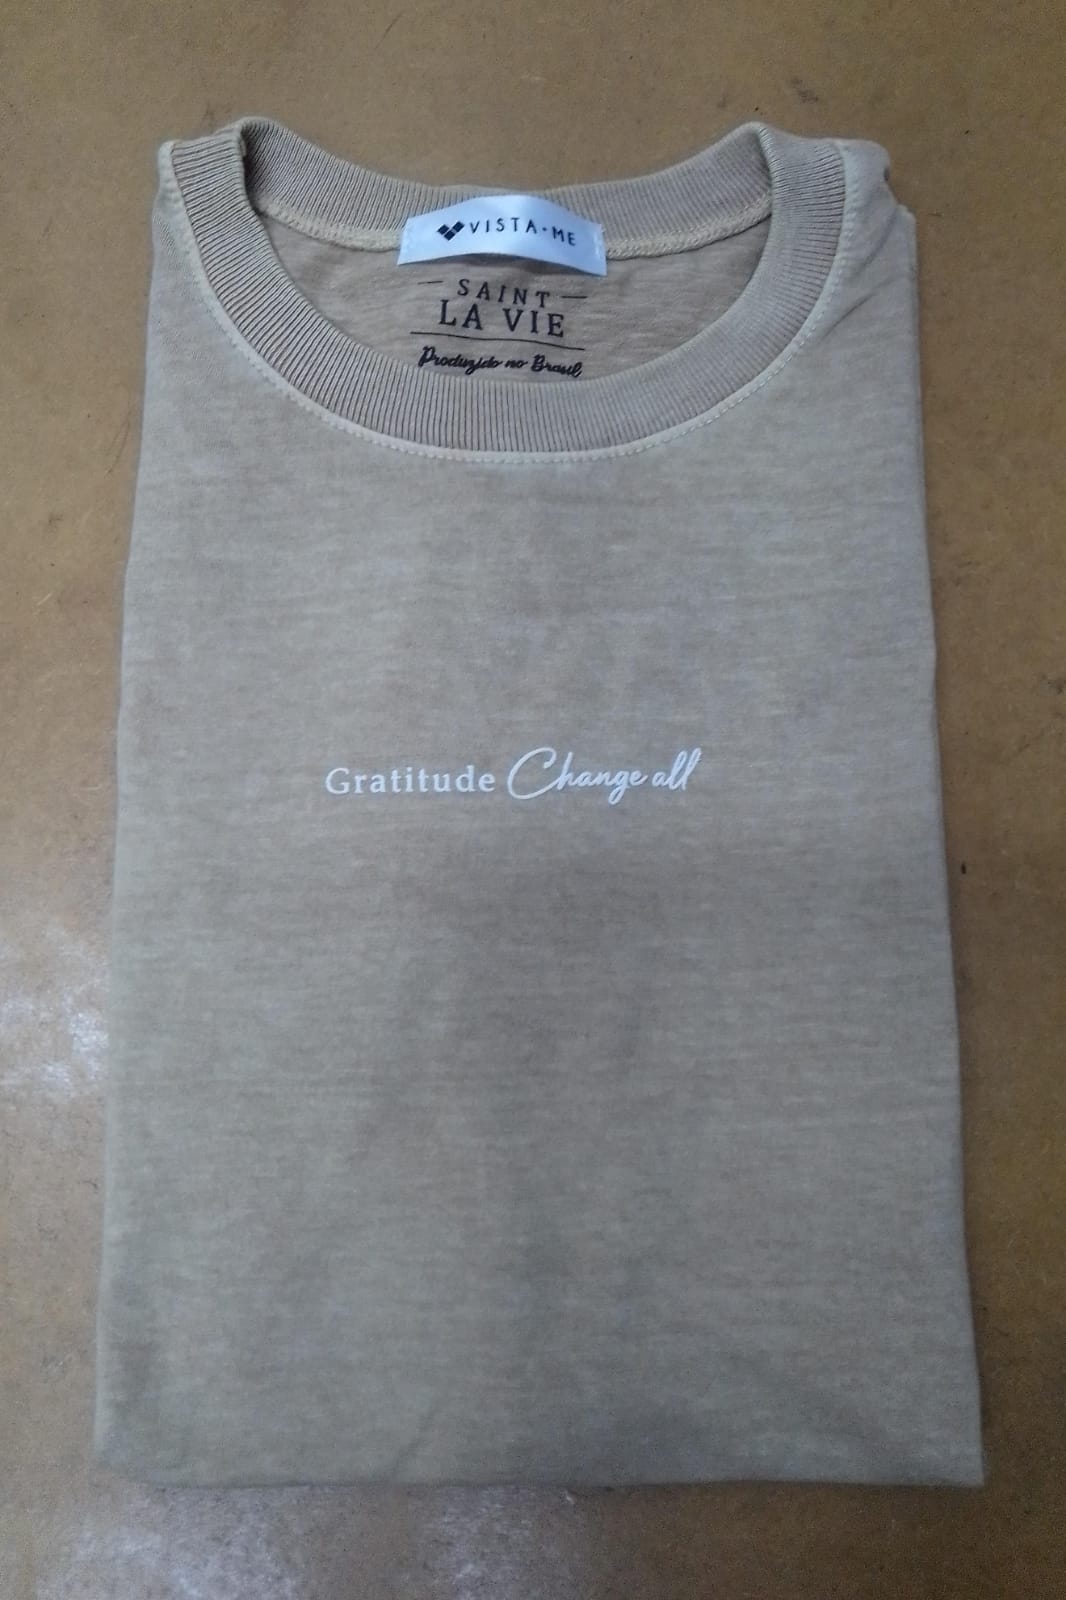 VISTA·ME
SAINT
LA VIE
Produzido no Brasil
Gratitude Change all